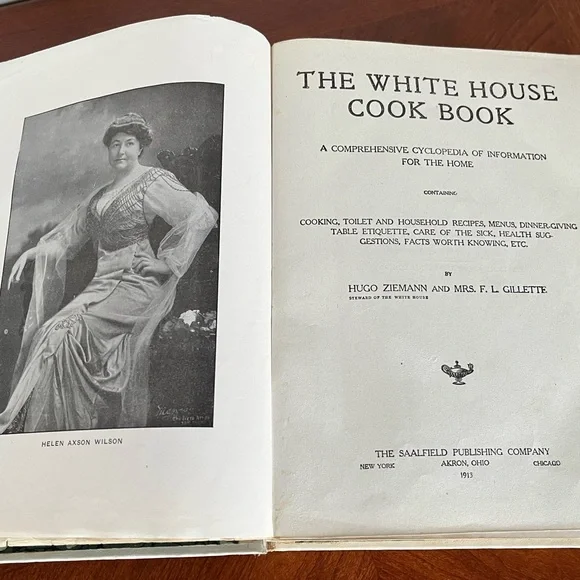 HELEN AXSON WILSON
THE WHITE HOUSE
COOK BOOK
A COMPREHENSIVE CYCLOPEDIA OF INFORMATION
FOR THE HOME
CONTAINING
COOKING, TOILET AND HOUSEHOLD RECIPES, MENUS, DINNER-GIVING
TABLE ETIQUETTE, CARE OF THE SICK, HEALTH SUG-
GESTIONS, FACTS WORTH KNOWING, ETC.
BY
HUGO ZIEMANN AND MRS. F. L. GILLETTE
STEWARD OF THE WHITE HOUSE
THE SAALFIELD PUBLISHING COMPANY
NEW YORK AKRON, OHIO CHICAGO
1913